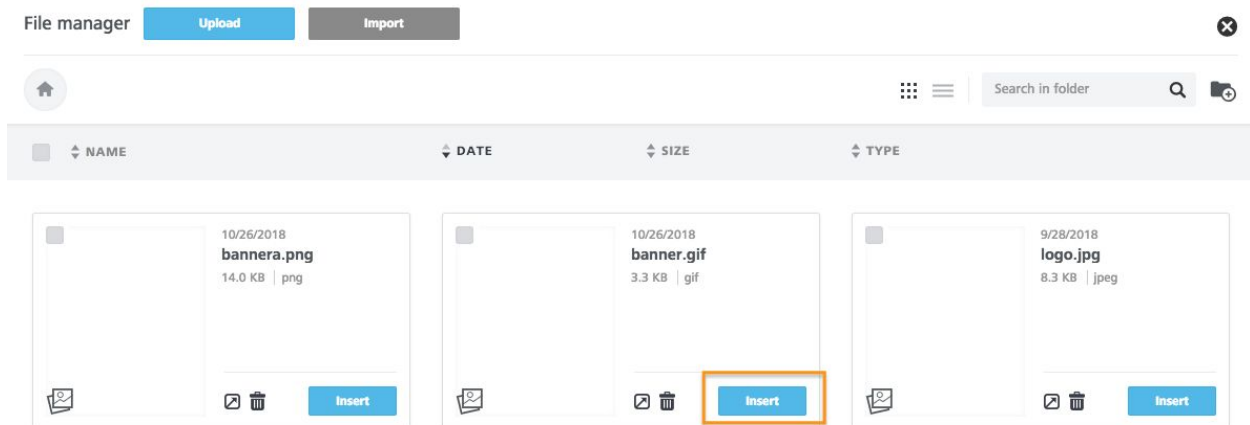 File manager Upload Import
Search in folder
NAME DATE SIZE TYPE
10/26/2018
bannera.png
14.0 KB | png
Insert
10/26/2018
banner.gif
3.3 KB | gif
Insert
9/28/2018
logo.jpg
8.3 KB | jpeg
Insert